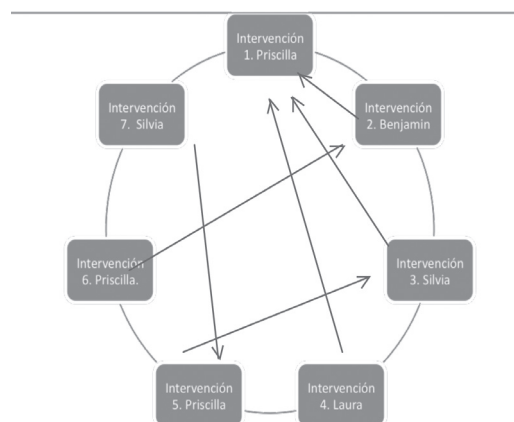 Intervención
1. Priscilla
Intervención
2. Benjamin
Intervención
3. Silvia
Intervención
4. Laura
Intervención
5. Priscilla
Intervención
6. Priscilla.
Intervención
7. Silvia